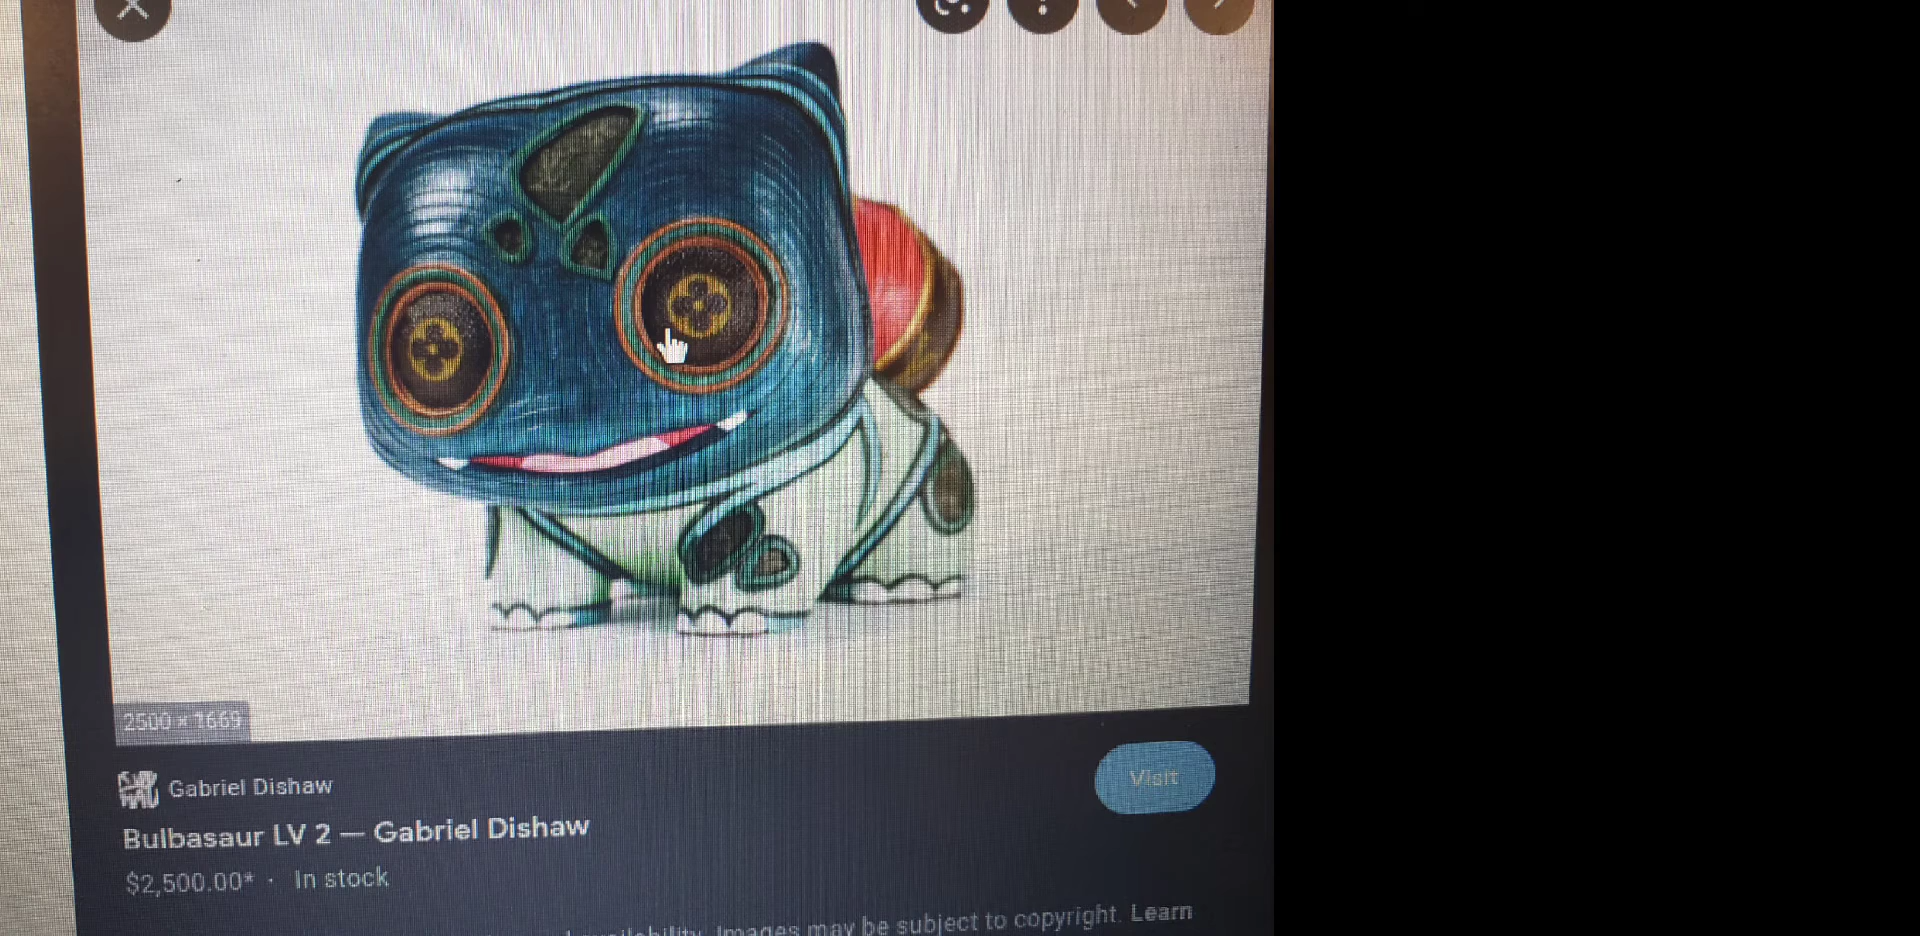 2500 × 1669
Gabriel Dishaw
Visit
Bulbasaur LV 2 — Gabriel Dishaw
$2,500.00* · In stock
Images may be subject to copyright. Learn